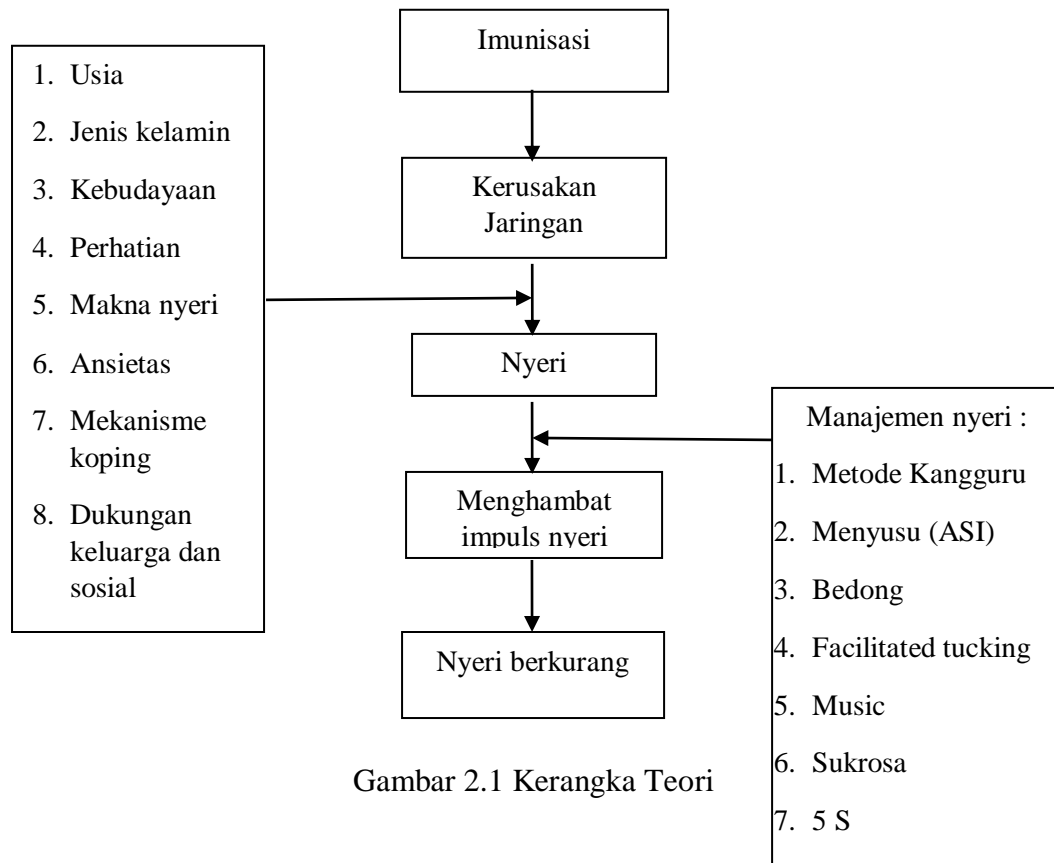 Imunisasi
1. Usia
2. Jenis kelamin
3. Kebudayaan
4. Perhatian
5. Makna nyeri
6. Ansietas
7. Mekanisme
koping
8. Dukungan
keluarga dan
sosial
Kerusakan
Jaringan
Nyeri
Manajemen nyeri :
1. Metode Kangguru
2. Menyusu (ASI)
3. Bedong
4. Facilitated tucking
5. Music
6. Sukrosa
7. 5 S
Menghambat
impuls nyeri
Nyeri berkurang
Gambar 2.1 Kerangka Teori